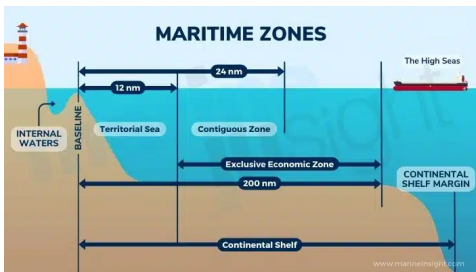 MARITIME ZONES
The High Seas
24 nm
12 nm
INTERNAL
WATERS
BASELINE
Territorial Sea
Contiguous Zone
Exclusive Economic Zone
200 nm
CONTINENTAL
SHELF MARGIN
Continental Shelf
www.marineinsight.com